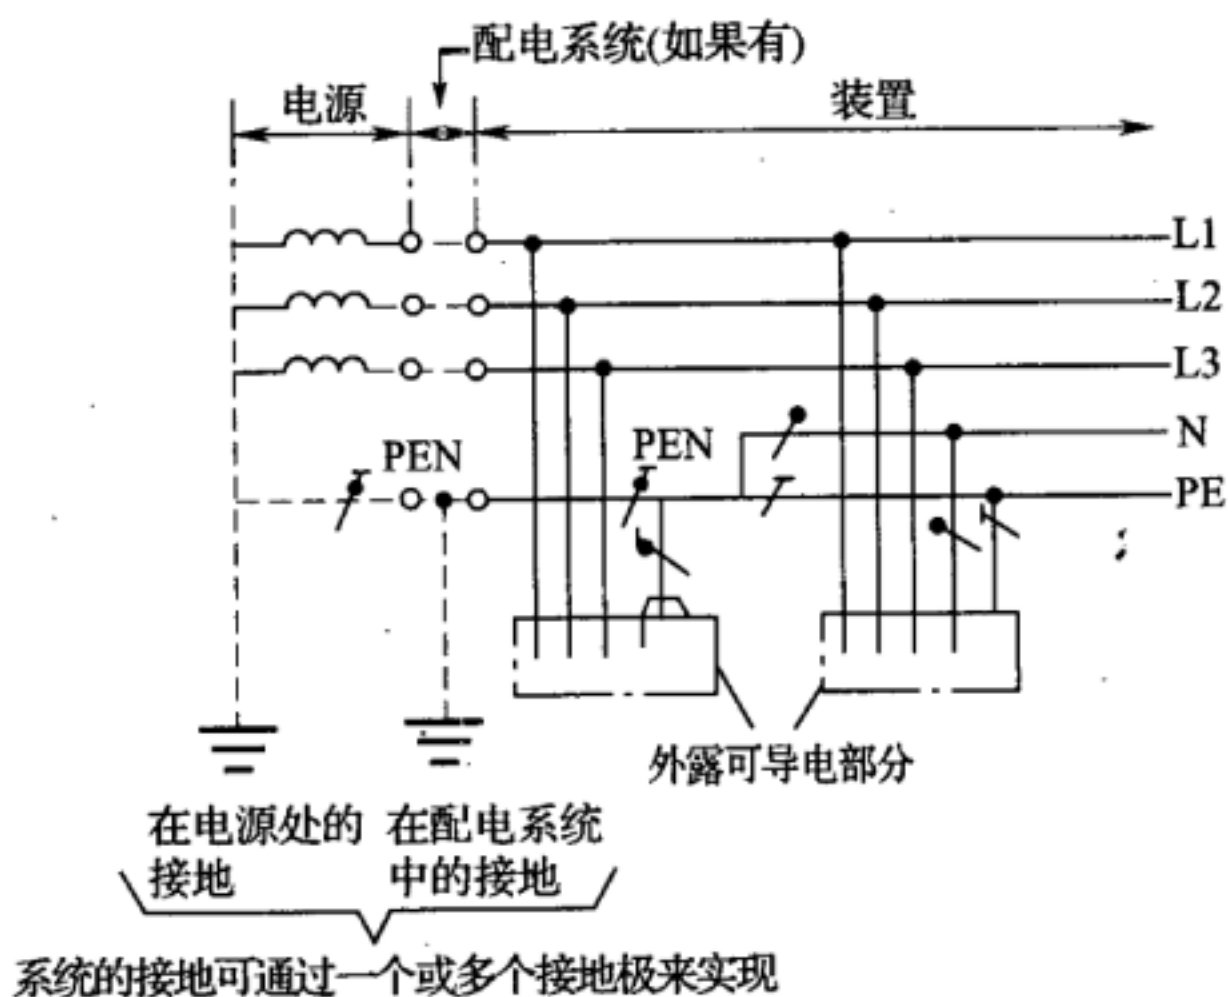 配电系统(如果有)
电源
装置
L1
L2
L3
N
PEN
PEN
PE
外露可导电部分
在电源处的 在配电系统
接地 中的接地
系统的接地可通过一个或多个接地极来实现